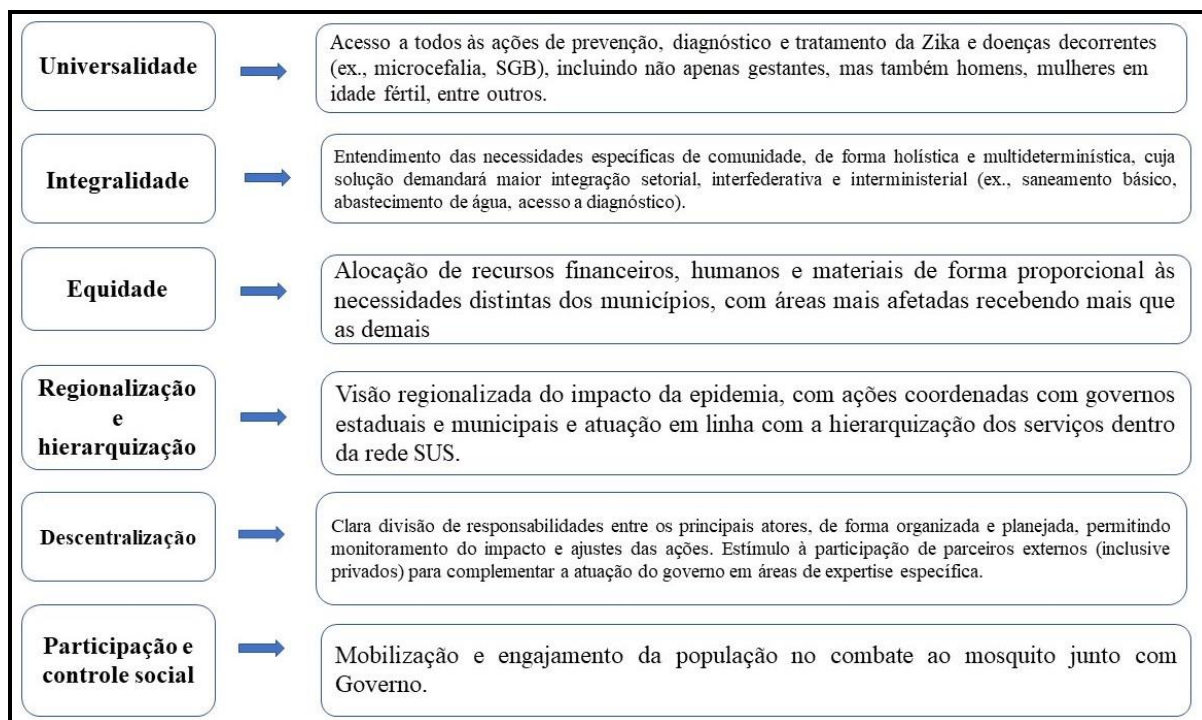 Universalidade
Acesso a todos às ações de prevenção, diagnóstico e tratamento da Zika e doenças decorrentes
(ex., microcefalia, SGB), incluindo não apenas gestantes, mas também homens, mulheres em
idade fértil, entre outros.
Integralidade
Entendimento das necessidades específicas de comunidade, de forma holística e multideterminística, cuja
solução demandará maior integração setorial, interfederativa e interministerial (ex., saneamento básico,
abastecimento de água, acesso a diagnóstico).
Equidade
Alocação de recursos financeiros, humanos e materiais de forma proporcional às
necessidades distintas dos municípios, com áreas mais afetadas recebendo mais que
as demais
Regionalização
e
hierarquização
Visão regionalizada do impacto da epidemia, com ações coordenadas com governos
estaduais e municipais e atuação em linha com a hierarquização dos serviços dentro
da rede SUS.
Descentralização
Clara divisão de responsabilidades entre os principais atores, de forma organizada e planejada, permitindo
monitoramento do impacto e ajustes das ações. Estímulo à participação de parceiros externos (inclusive
privados) para complementar a atuação do governo em áreas de expertise específica.
Participação e
controle social
Mobilização e engajamento da população no combate ao mosquito junto com
Governo.